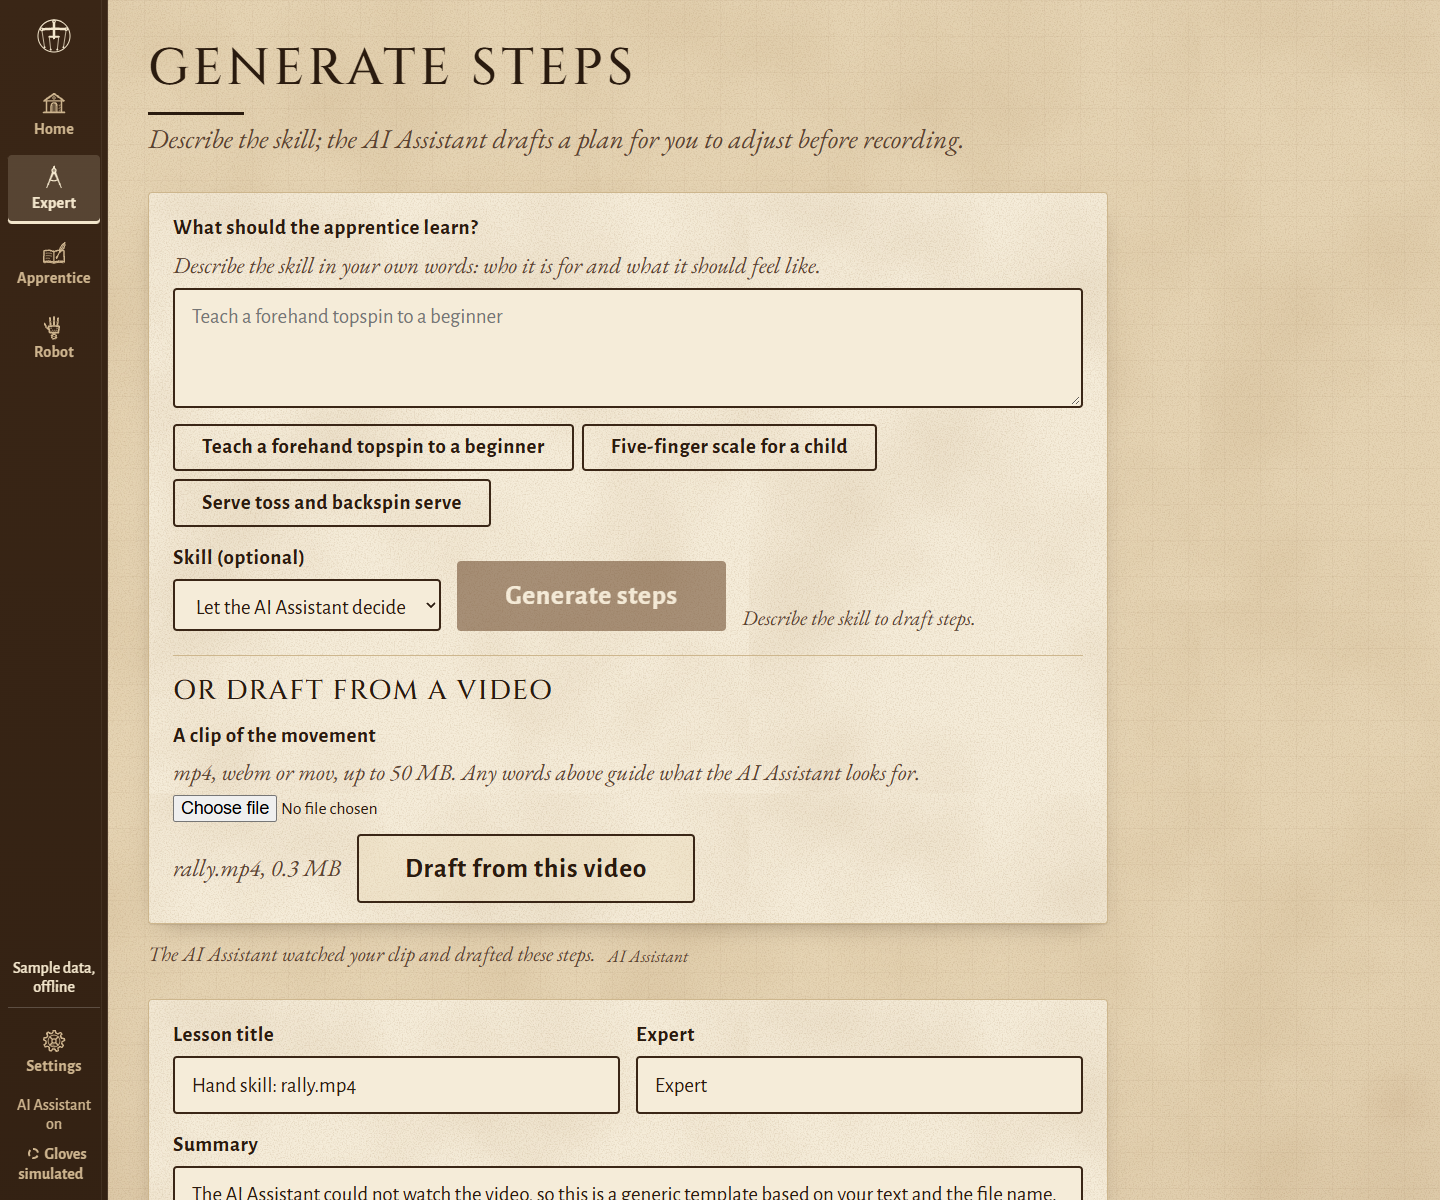 Home
Expert
Apprentice
Robot
Sample data,
offline
Settings
AI Assistant
on
Gloves
simulated
GENERATE STEPS
Describe the skill; the AI Assistant drafts a plan for you to adjust before recording.
What should the apprentice learn?
Describe the skill in your own words: who it is for and what it should feel like.
Teach a forehand topspin to a beginner
Teach a forehand topspin to a beginner
Five-finger scale for a child
Serve toss and backspin serve
Skill (optional)
Let the AI Assistant decide
Generate steps
Describe the skill to draft steps.
OR DRAFT FROM A VIDEO
A clip of the movement
mp4, webm or mov, up to 50 MB. Any words above guide what the AI Assistant looks for.
Choose file No file chosen
rally.mp4, 0.3 MB
Draft from this video
The AI Assistant watched your clip and drafted these steps. AI Assistant
Lesson title
Hand skill: rally.mp4
Expert
Expert
Summary
The AI Assistant could not watch the video, so this is a generic template based on your text and the file name.